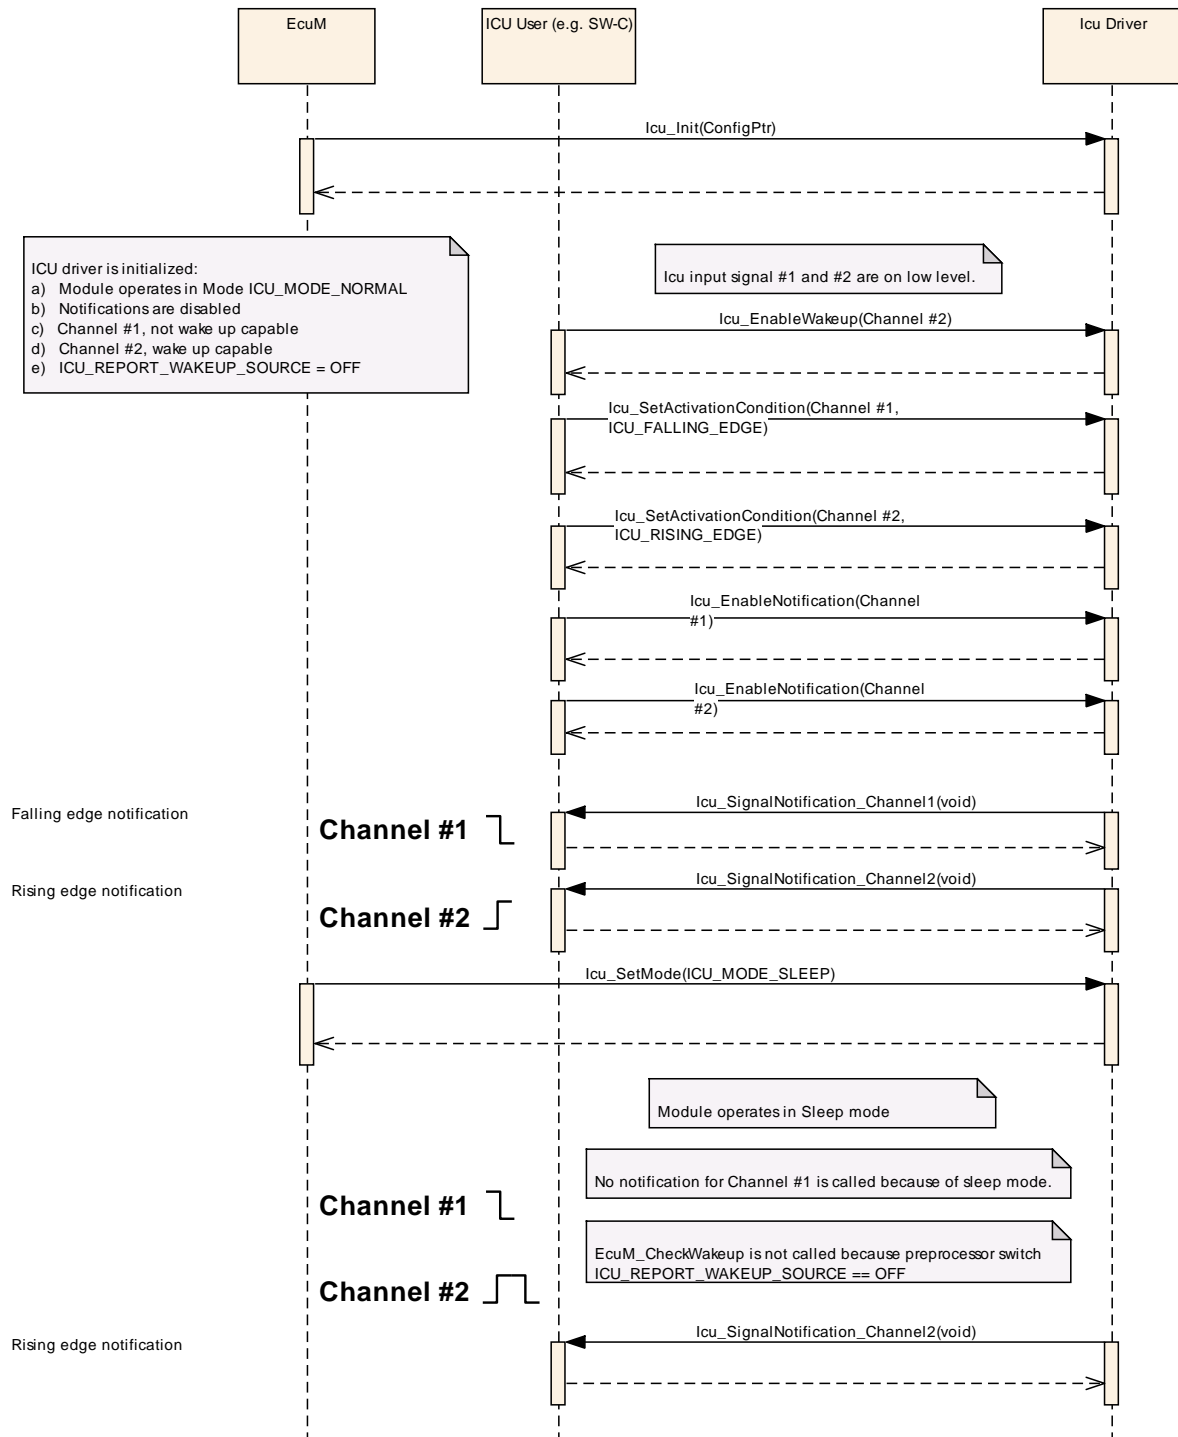 EcuM
ICU User (e.g. SW-C)
Icu Driver
Icu_Init(ConfigPtr)
ICU driver is initialized:
a) Module operates in Mode ICU_MODE_NORMAL
b) Notifications are disabled
c) Channel #1, not wake up capable
d) Channel #2, wake up capable
e) ICU_REPORT_WAKEUP_SOURCE = OFF
Icu input signal #1 and #2 are on low level.
Icu_EnableWakeup(Channel #2)
Icu_SetActivationCondition(Channel #1,
ICU_FALLING_EDGE)
Icu_SetActivationCondition(Channel #2,
ICU_RISING_EDGE)
Icu_EnableNotification(Channel
#1)
Icu_EnableNotification(Channel
#2)
Icu_SignalNotification_Channel1(void)
Falling edge notification
Channel #1
Icu_SignalNotification_Channel2(void)
Rising edge notification
Channel #2
Icu_SetMode(ICU_MODE_SLEEP)
Module operates in Sleep mode
No notification for Channel #1 is called because of sleep mode.
Channel #1
EcuM_CheckWakeup is not called because preprocessor switch
ICU_REPORT_WAKEUP_SOURCE == OFF
Channel #2
Icu_SignalNotification_Channel2(void)
Rising edge notification